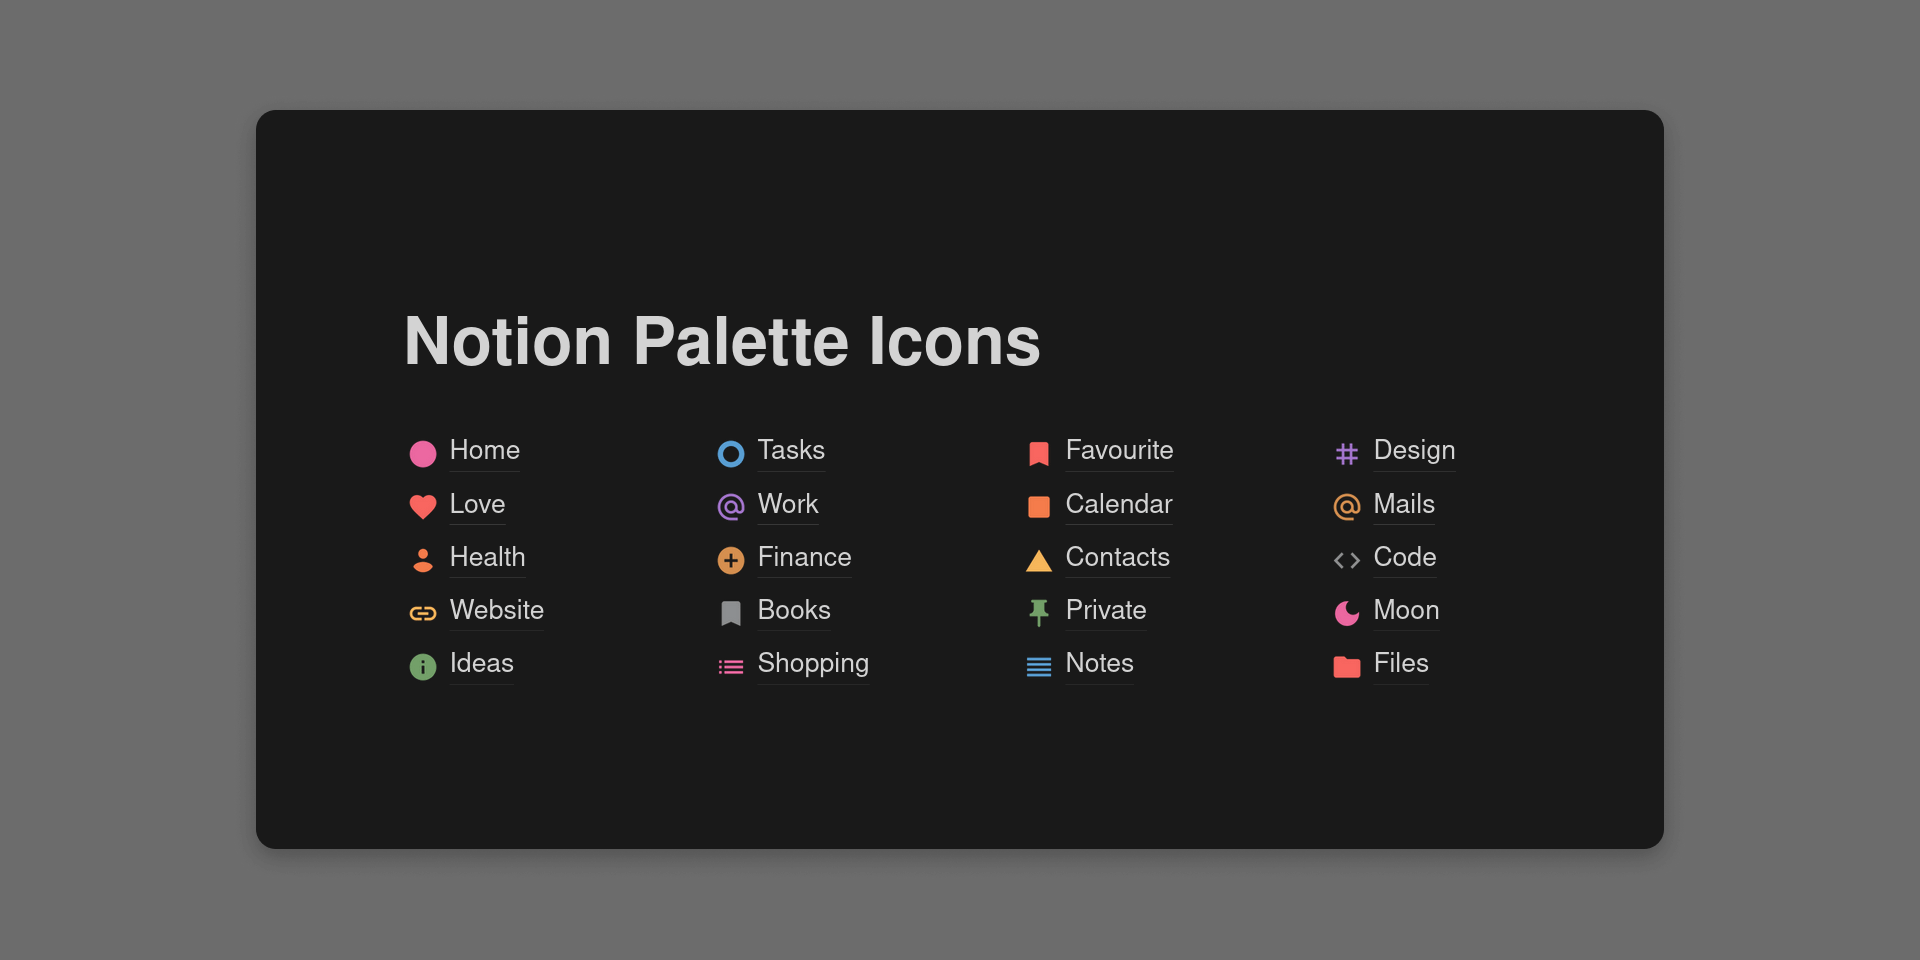 Notion Palette Icons
Home Tasks Favourite Design
Love Work Calendar Mails
Health Finance Contacts Code
Website Books Private Moon
Ideas Shopping Notes Files